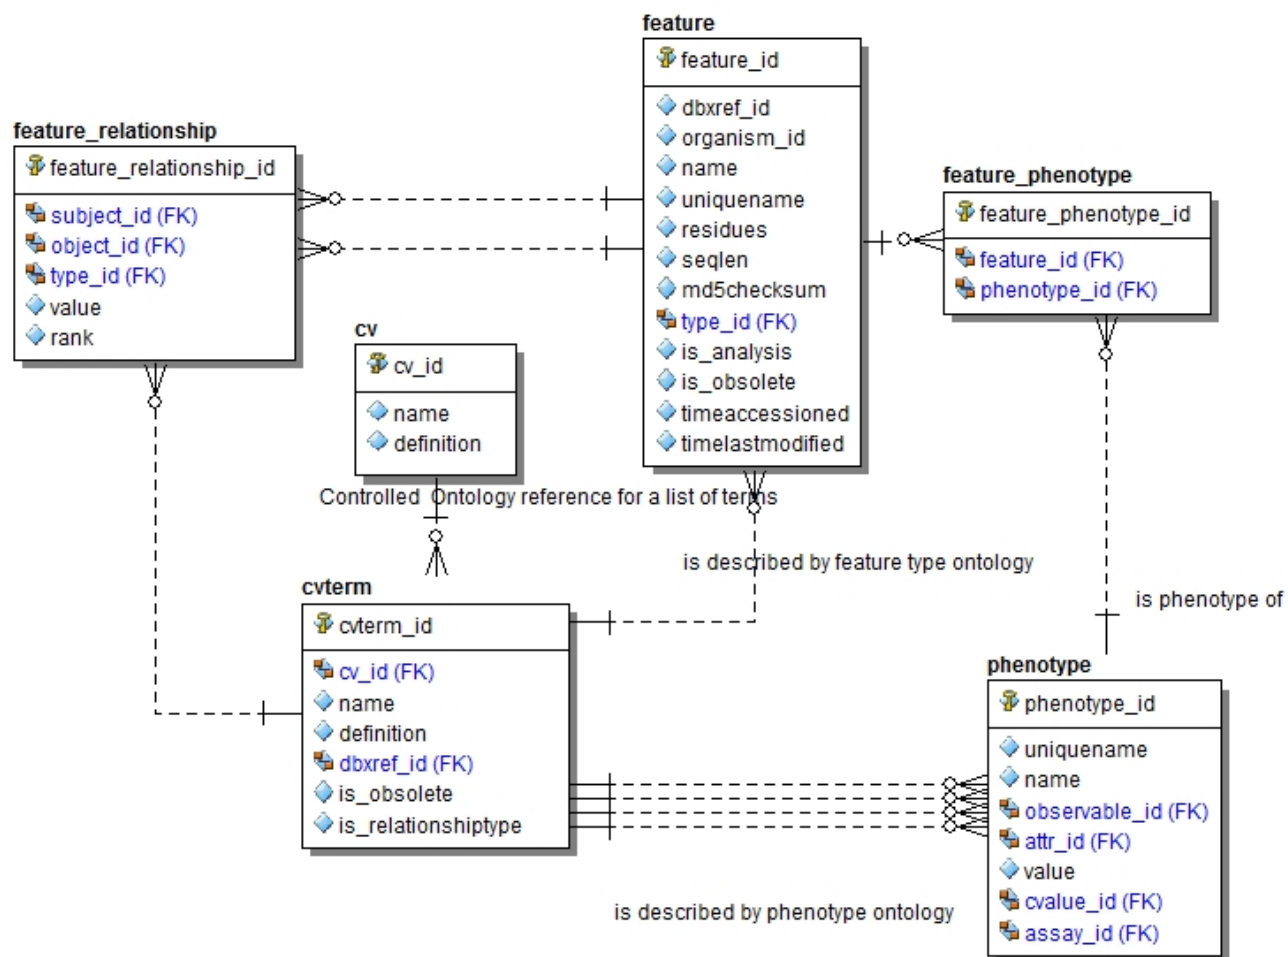 feature
feature_id
dbxref_id
organism_id
name
uniquename
residues
seqlen
md5checksum
type_id (FK)
is_analysis
is_obsolete
timeaccessioned
timelastmodified
feature_relationship
feature_relationship_id
subject_id (FK)
object_id (FK)
type_id (FK)
value
rank
feature_phenotype
feature_phenotype_id
feature_id (FK)
phenotype_id (FK)
cv
cv_id
name
definition
Controlled Ontology reference for a list of terms
is described by feature type ontology
is phenotype of
cvterm
cvterm_id
cv_id (FK)
name
definition
dbxref_id (FK)
is_obsolete
is_relationshiptype
phenotype
phenotype_id
uniquename
name
observable_id (FK)
attr_id (FK)
value
cvalue_id (FK)
assay_id (FK)
is described by phenotype ontology